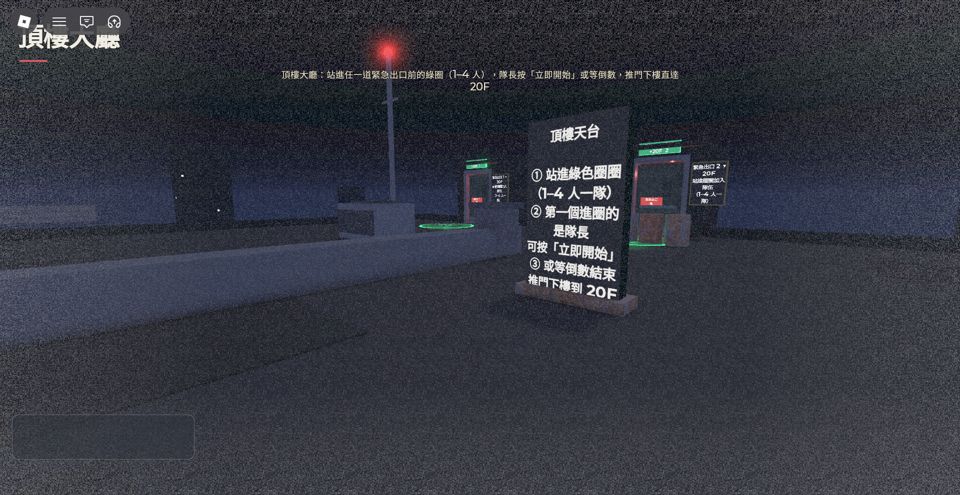 頂樓大廳
頂樓大廳：站進任一道緊急出口前的綠圈（1–4 人），隊長按「立即開始」或等倒數，推門下樓直達
20F
頂樓天台
① 站進綠色圈圈
（1–4 人一隊）
② 第一個進圈的
是隊長
可按「立即開始」
③ 或等倒數結束
推門下樓到 20F
緊急出口 2
20F